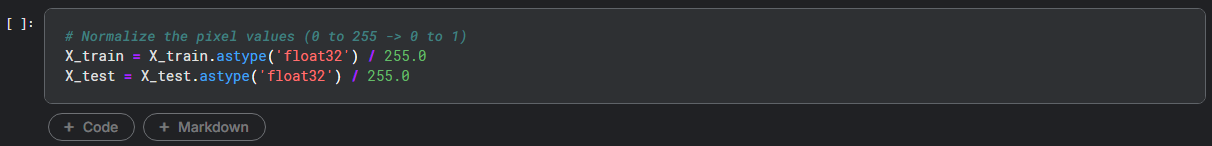 [ ]:
# Normalize the pixel values (0 to 255 -> 0 to 1)
X_train = X_train.astype('float32') / 255.0
X_test = X_test.astype('float32') / 255.0
+ Code
+ Markdown